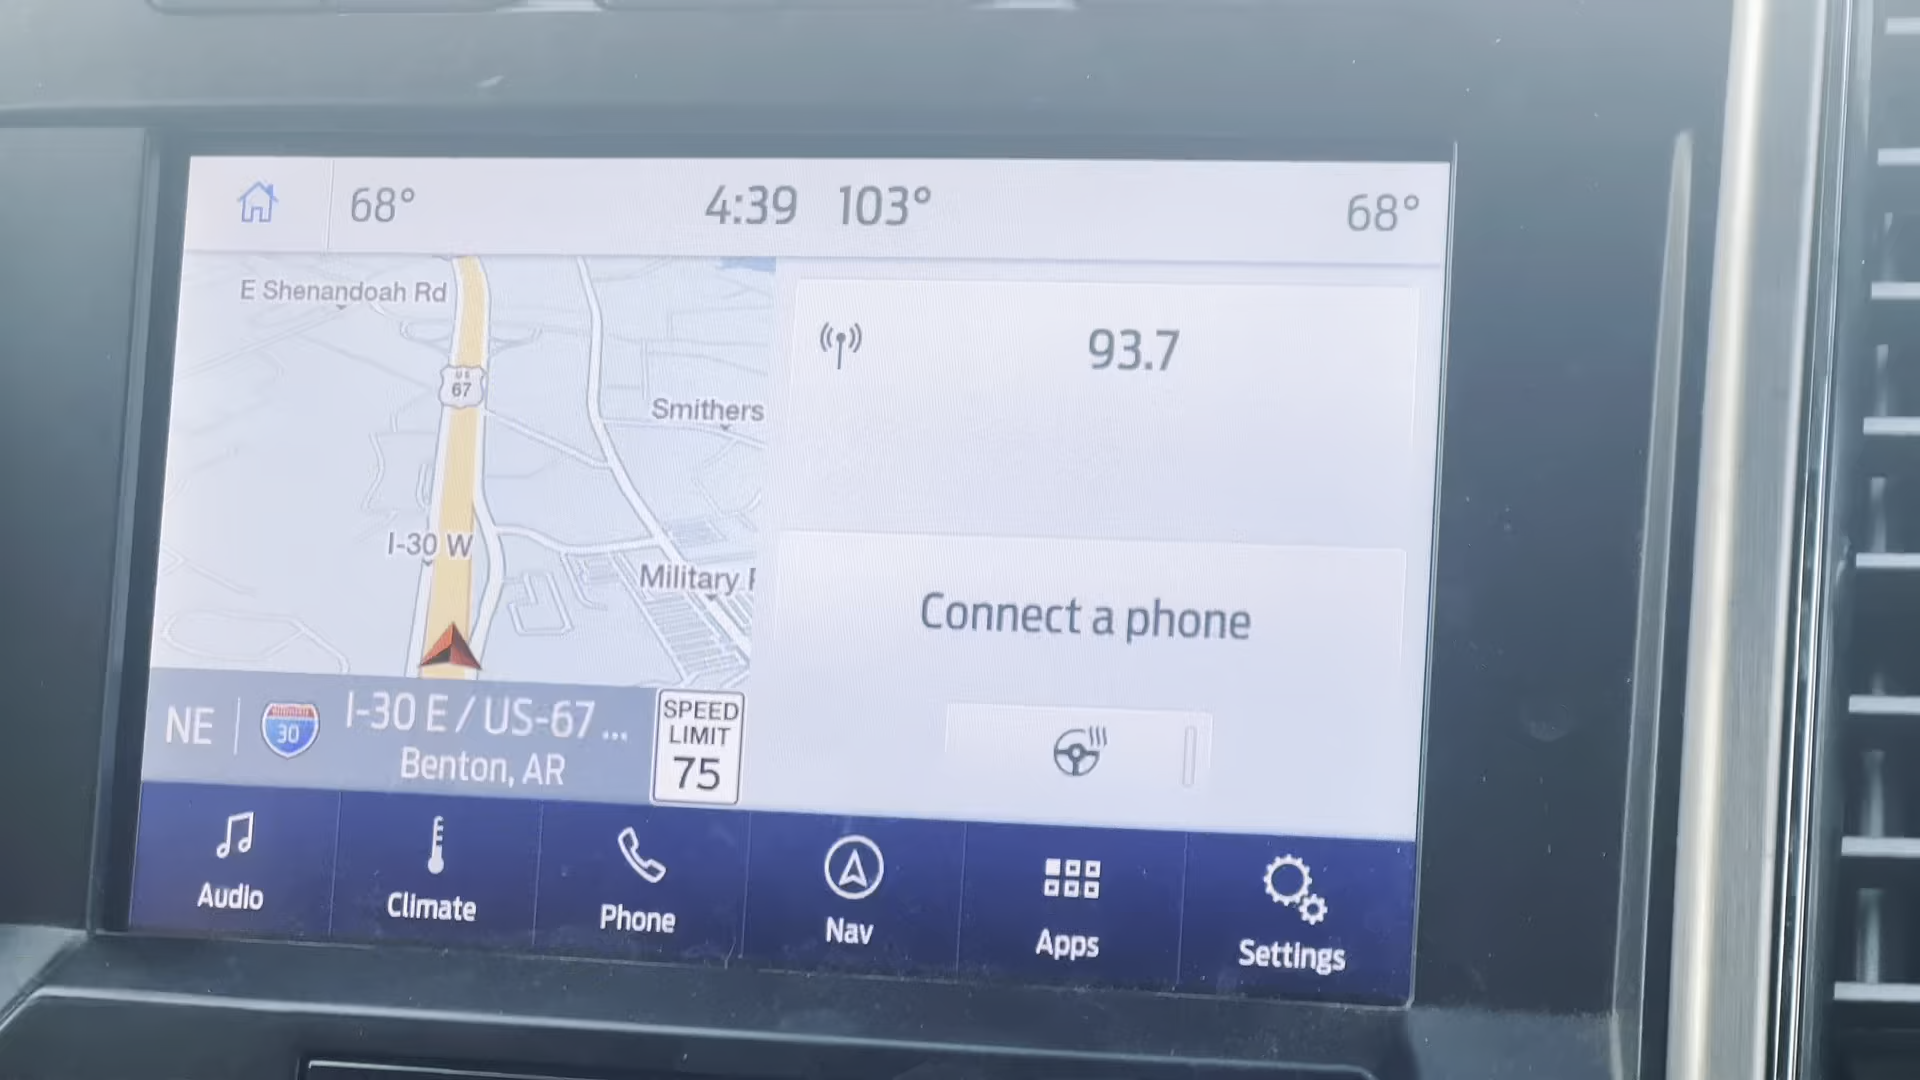 68° 4:39 103° 68°
E Shenandoah Rd
US
67
Smithers
I-30 W
Military
93.7
Connect a phone
NE 30 I-30 E / US-67...
Benton, AR
SPEED
LIMIT
75
Audio
Climate
Phone
Nav
Apps
Settings